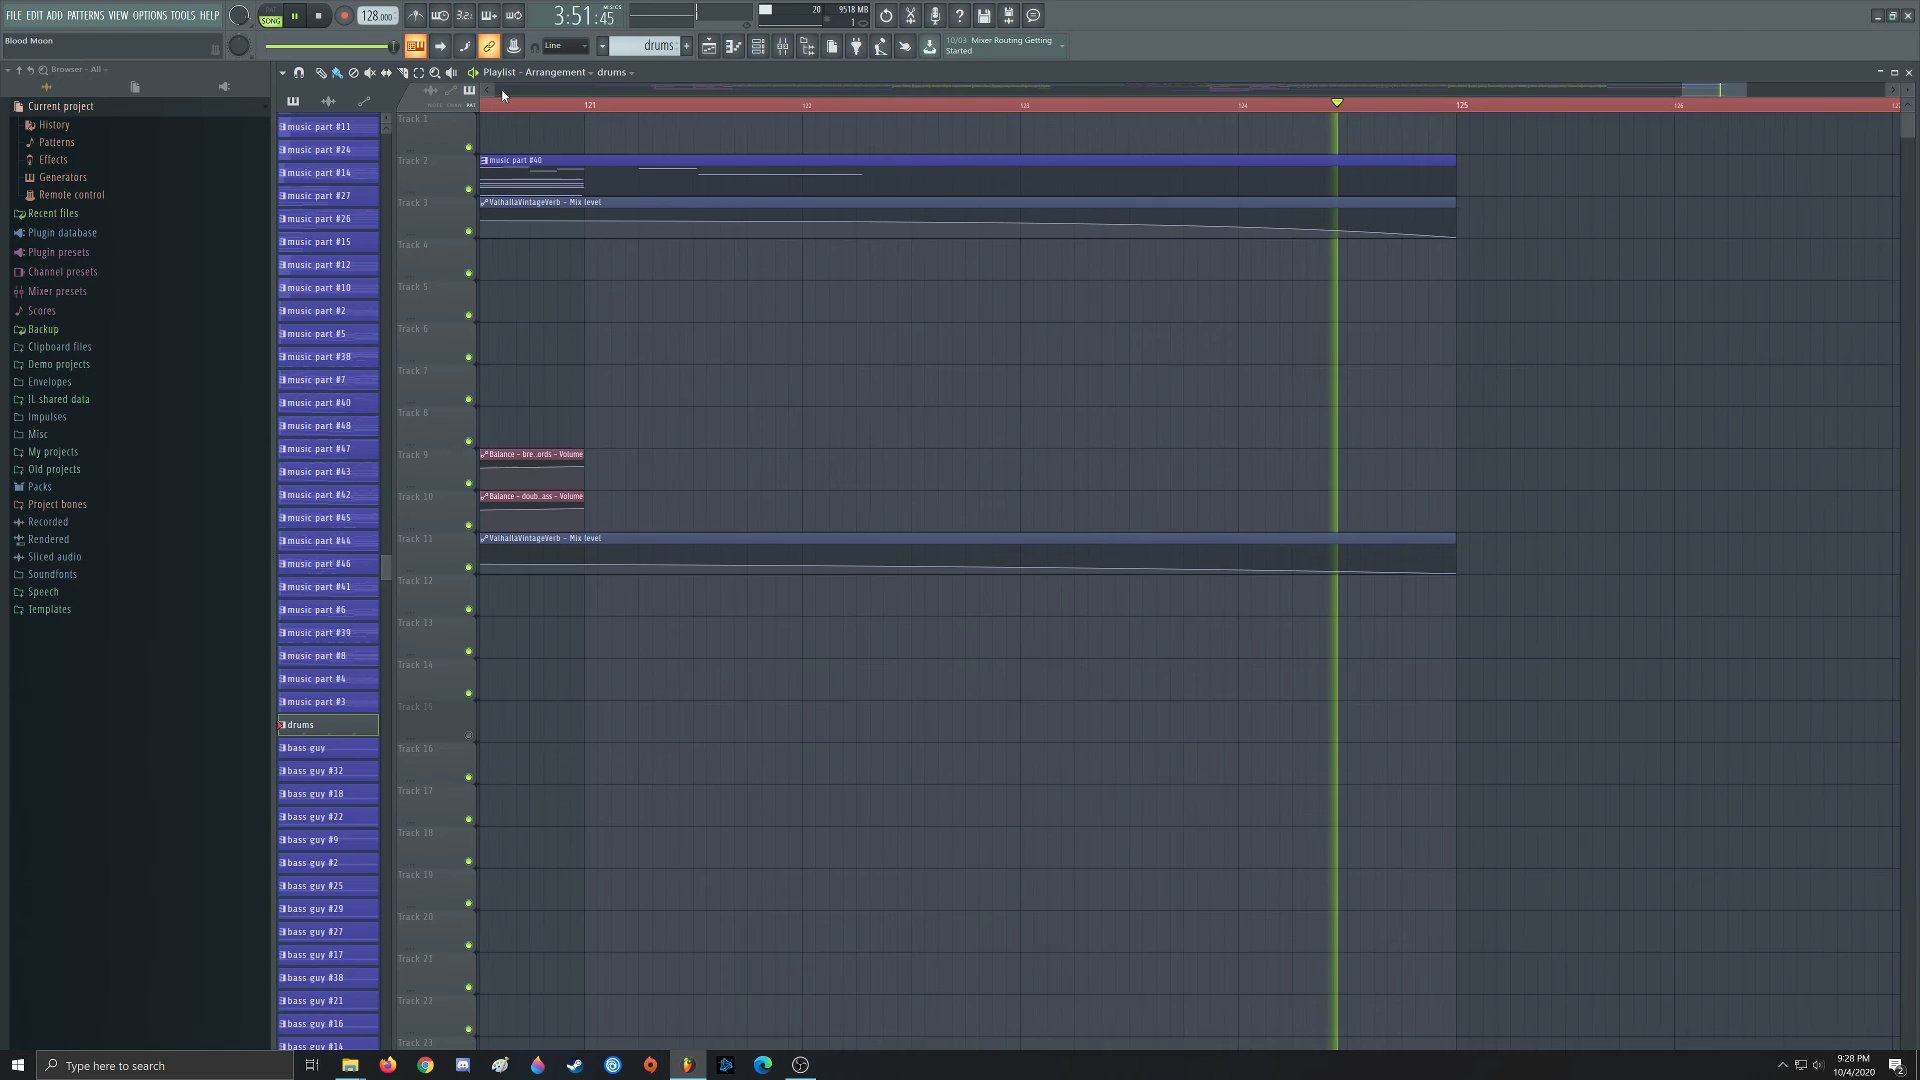 FILE EDIT ADD PATTERNS VIEW OPTIONS TOOLS HELP
PAT
SONG
128.000
3.2.
3:51:45
M:S:CS
20
9518 MB
1
Blood Moon
Line
drums
10/03 Mixer Routing Getting
Started
Browser - All
Playlist - Arrangement
drums
Current project
History
Patterns
Effects
Generators
Remote control
Recent files
Plugin database
Plugin presets
Channel presets
Mixer presets
Scores
Backup
Clipboard files
Demo projects
Envelopes
IL shared data
Impulses
Misc
My projects
Old projects
Packs
Project bones
Recorded
Rendered
Sliced audio
Soundfonts
Speech
Templates
music part #11
music part #24
music part #14
music part #27
music part #26
music part #15
music part #12
music part #10
music part #2
music part #5
music part #38
music part #7
music part #40
music part #48
music part #47
music part #43
music part #42
music part #45
music part #44
music part #46
music part #41
music part #6
music part #39
music part #8
music part #4
music part #3
drums
bass guy
bass guy #32
bass guy #18
bass guy #22
bass guy #9
bass guy #2
bass guy #25
bass guy #29
bass guy #27
bass guy #17
bass guy #38
bass guy #21
bass guy #16
bass guy #14
NOTE CHAN PAT
121
122
123
124
125
126
Track 1
Track 2
music part #40
Track 3
ValhallaVintageVerb - Mix level
Track 4
Track 5
Track 6
Track 7
Track 8
Track 9
Balance - bre..ords - Volume
Track 10
Balance - doub..ass - Volume
Track 11
ValhallaVintageVerb - Mix level
Track 12
Track 13
Track 14
Track 15
Track 16
Track 17
Track 18
Track 19
Track 20
Track 21
Track 22
Track 23
Type here to search
9:28 PM
10/4/2020
2